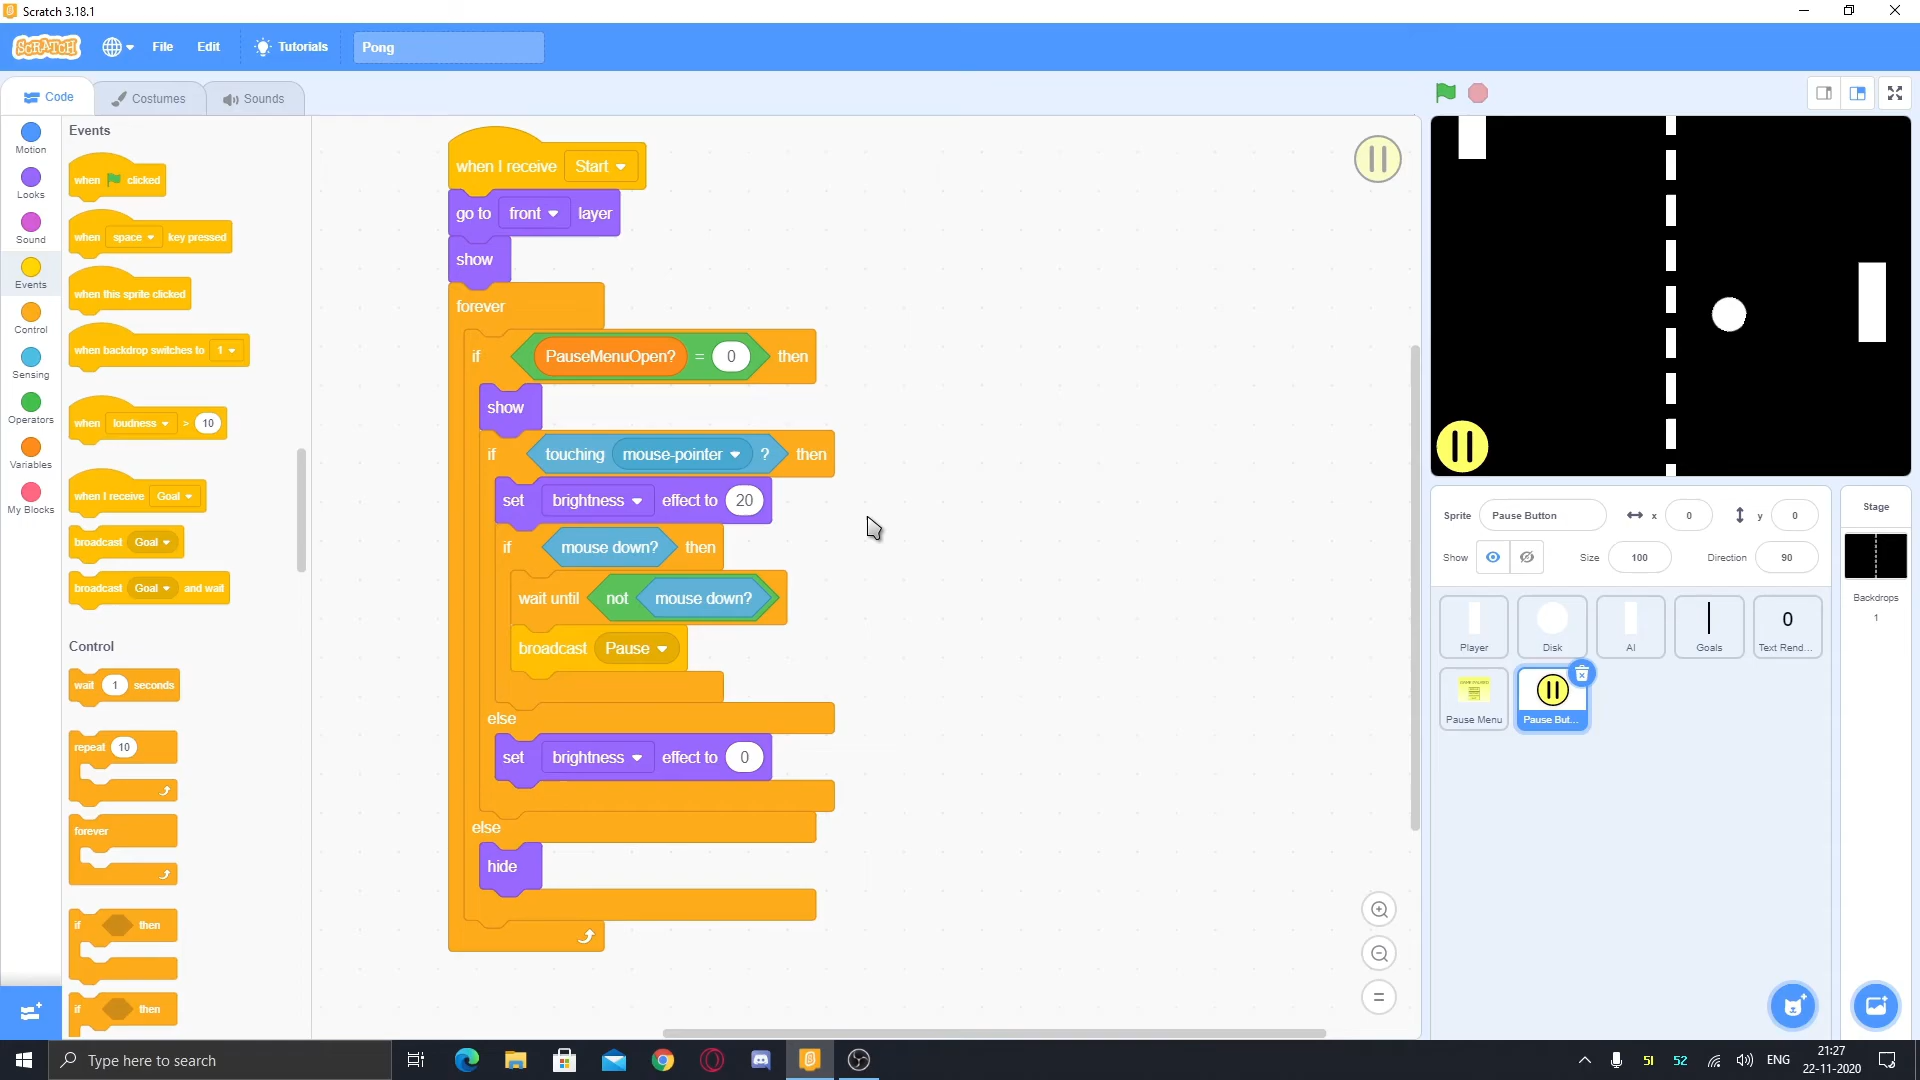 Scratch 3.18.1
SCRATCH
File
Edit
Tutorials
Pong
Code
Costumes
Sounds
Motion
Looks
Sound
Events
Control
Sensing
Operators
Variables
My Blocks
Events
when clicked
when space key pressed
when this sprite clicked
when backdrop switches to 1
when loudness > 10
when I receive Goal
broadcast Goal
broadcast Goal and wait
Control
wait 1 seconds
repeat 10
forever
if then
if then
when I receive Start
go to front layer
show
forever
if PauseMenuOpen? = 0 then
show
if touching mouse-pointer ? then
set brightness effect to 20
if mouse down? then
wait until not mouse down?
broadcast Pause
else
set brightness effect to 0
else
hide
Sprite Pause Button x 0 y 0
Show Size 100 Direction 90
Player
Disk
AI
Goals
0
Text Rend...
Pause Menu
Pause But...
Stage
Backdrops
1
Type here to search
51
52
ENG
21:27
22-11-2020